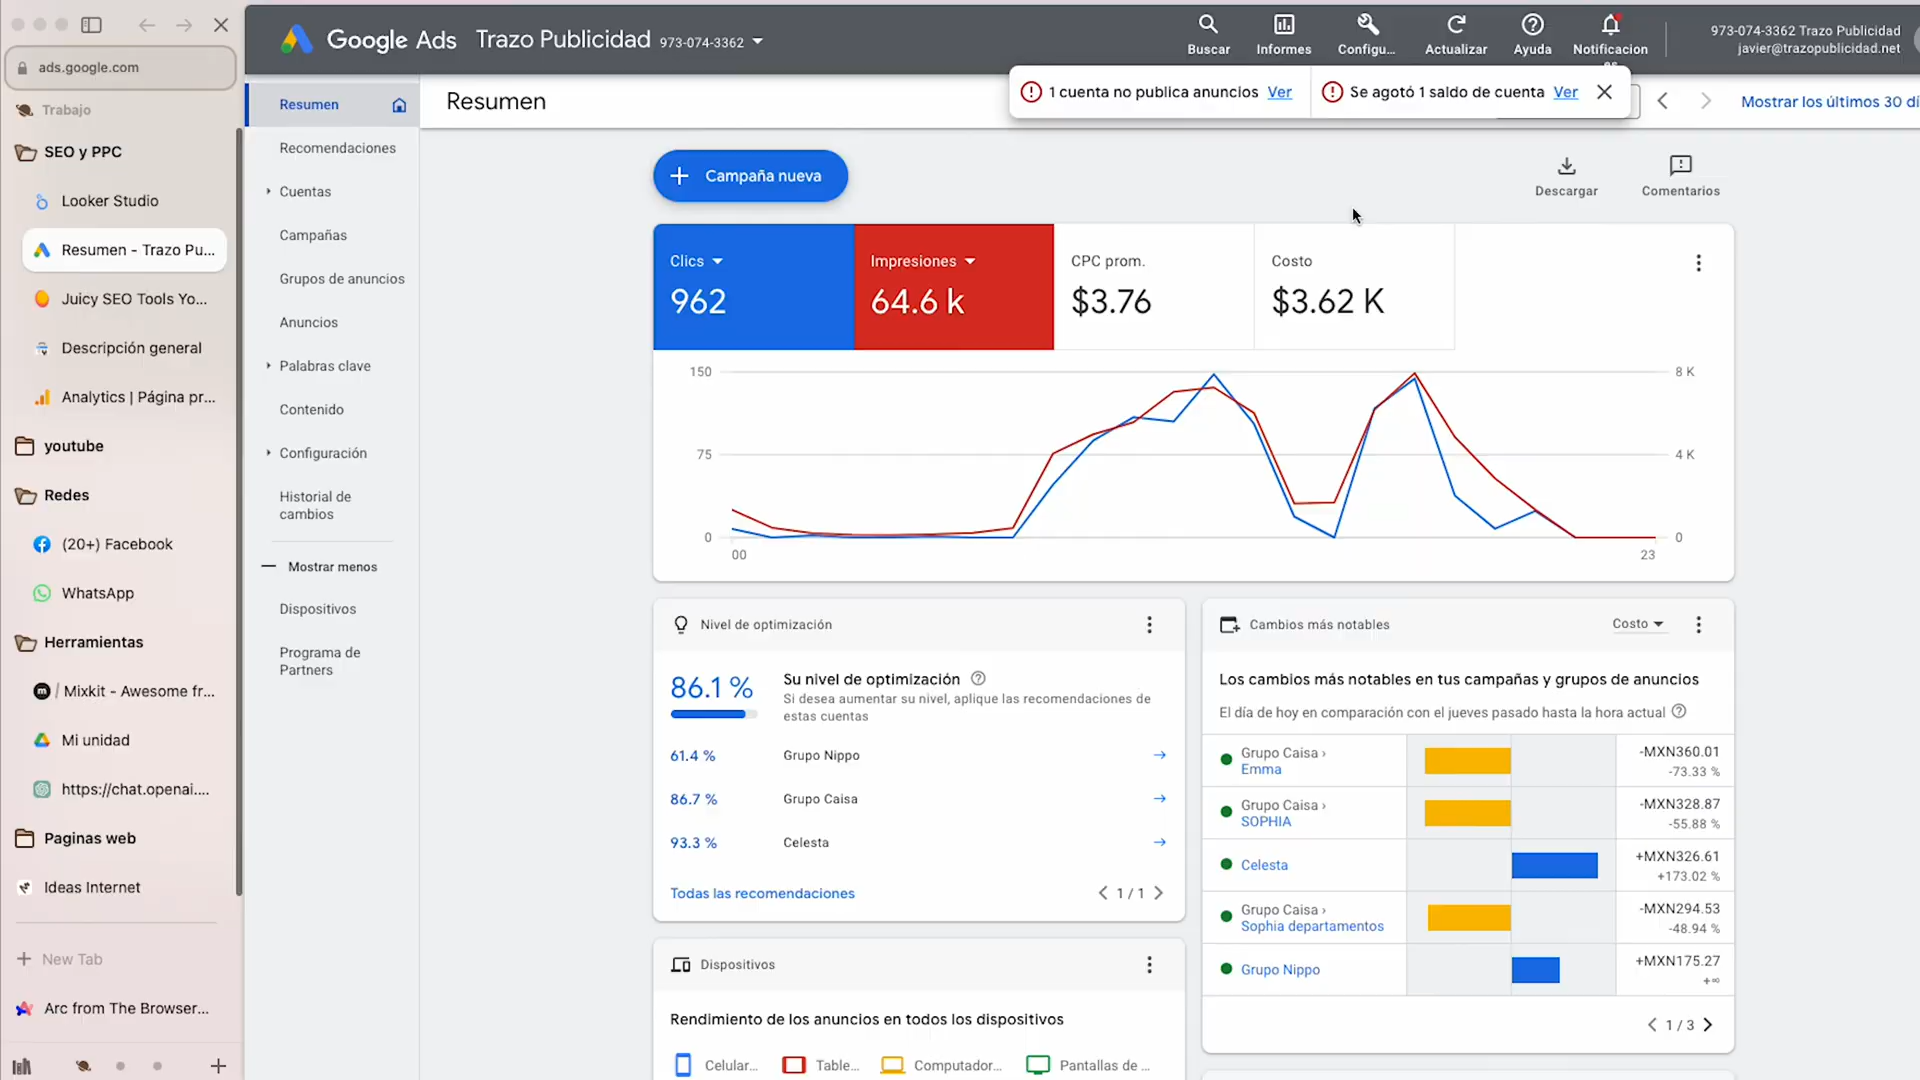 ads.google.com
Trabajo
SEO y PPC
Looker Studio
Resumen - Trazo Pu...
Juicy SEO Tools Yo...
Descripción general
Analytics | Página pr...
youtube
Redes
(20+) Facebook
WhatsApp
Herramientas
/ Mixkit - Awesome fr...
Mi unidad
https://chat.openai....
Paginas web
Ideas Internet
+ New Tab
Arc from The Browser...
Google Ads Trazo Publicidad 973-074-3362
Buscar
Informes
Configu...
Actualizar
Ayuda
Notificacion
es
973-074-3362 Trazo Publicidad
javier@trazopublicidad.net
1 cuenta no publica anuncios Ver
Se agotó 1 saldo de cuenta Ver
Resumen
Recomendaciones
Cuentas
Campañas
Grupos de anuncios
Anuncios
Palabras clave
Contenido
Configuración
Historial de
cambios
Mostrar menos
Dispositivos
Programa de
Partners
Resumen
Mostrar los últimos 30 dí
Campaña nueva
Descargar
Comentarios
Clics
962
Impresiones
64.6 k
CPC prom.
$3.76
Costo
$3.62 K
150
75
0
8 K
4 K
0
00
23
Nivel de optimización
86.1 %
Su nivel de optimización
Si desea aumentar su nivel, aplique las recomendaciones de
estas cuentas
61.4 % Grupo Nippo
86.7 % Grupo Caisa
93.3 % Celesta
Todas las recomendaciones
1 / 1
Dispositivos
Rendimiento de los anuncios en todos los dispositivos
Celular...
Table...
Computador...
Pantallas de ...
Cambios más notables
Costo
Los cambios más notables en tus campañas y grupos de anuncios
El día de hoy en comparación con el jueves pasado hasta la hora actual
Grupo Caisa ›
Emma
-MXN360.01
-73.33 %
Grupo Caisa ›
SOPHIA
-MXN328.87
-55.88 %
Celesta
+MXN326.61
+173.02 %
Grupo Caisa ›
Sophia departamentos
-MXN294.53
-48.94 %
Grupo Nippo
+MXN175.27
+∞
1 / 3